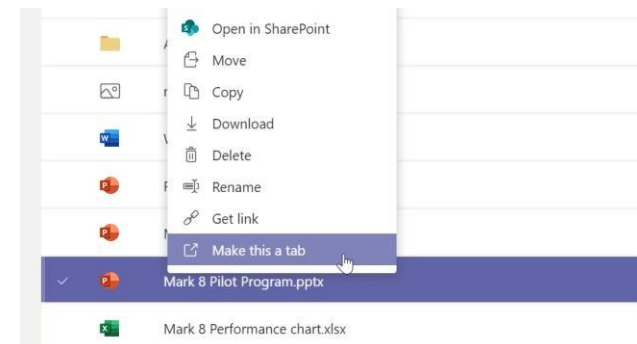 Open in SharePoint
Move
Copy
Download
Delete
Rename
Get link
Make this a tab
Mark 8 Pilot Program.pptx
Mark 8 Performance chart.xlsx